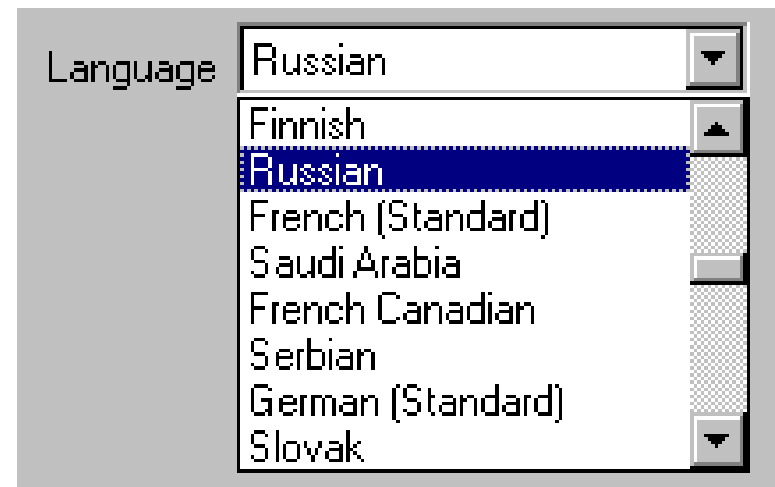 Language Russian
Finnish
Russian
French (Standard)
Saudi Arabia
French Canadian
Serbian
German (Standard)
Slovak